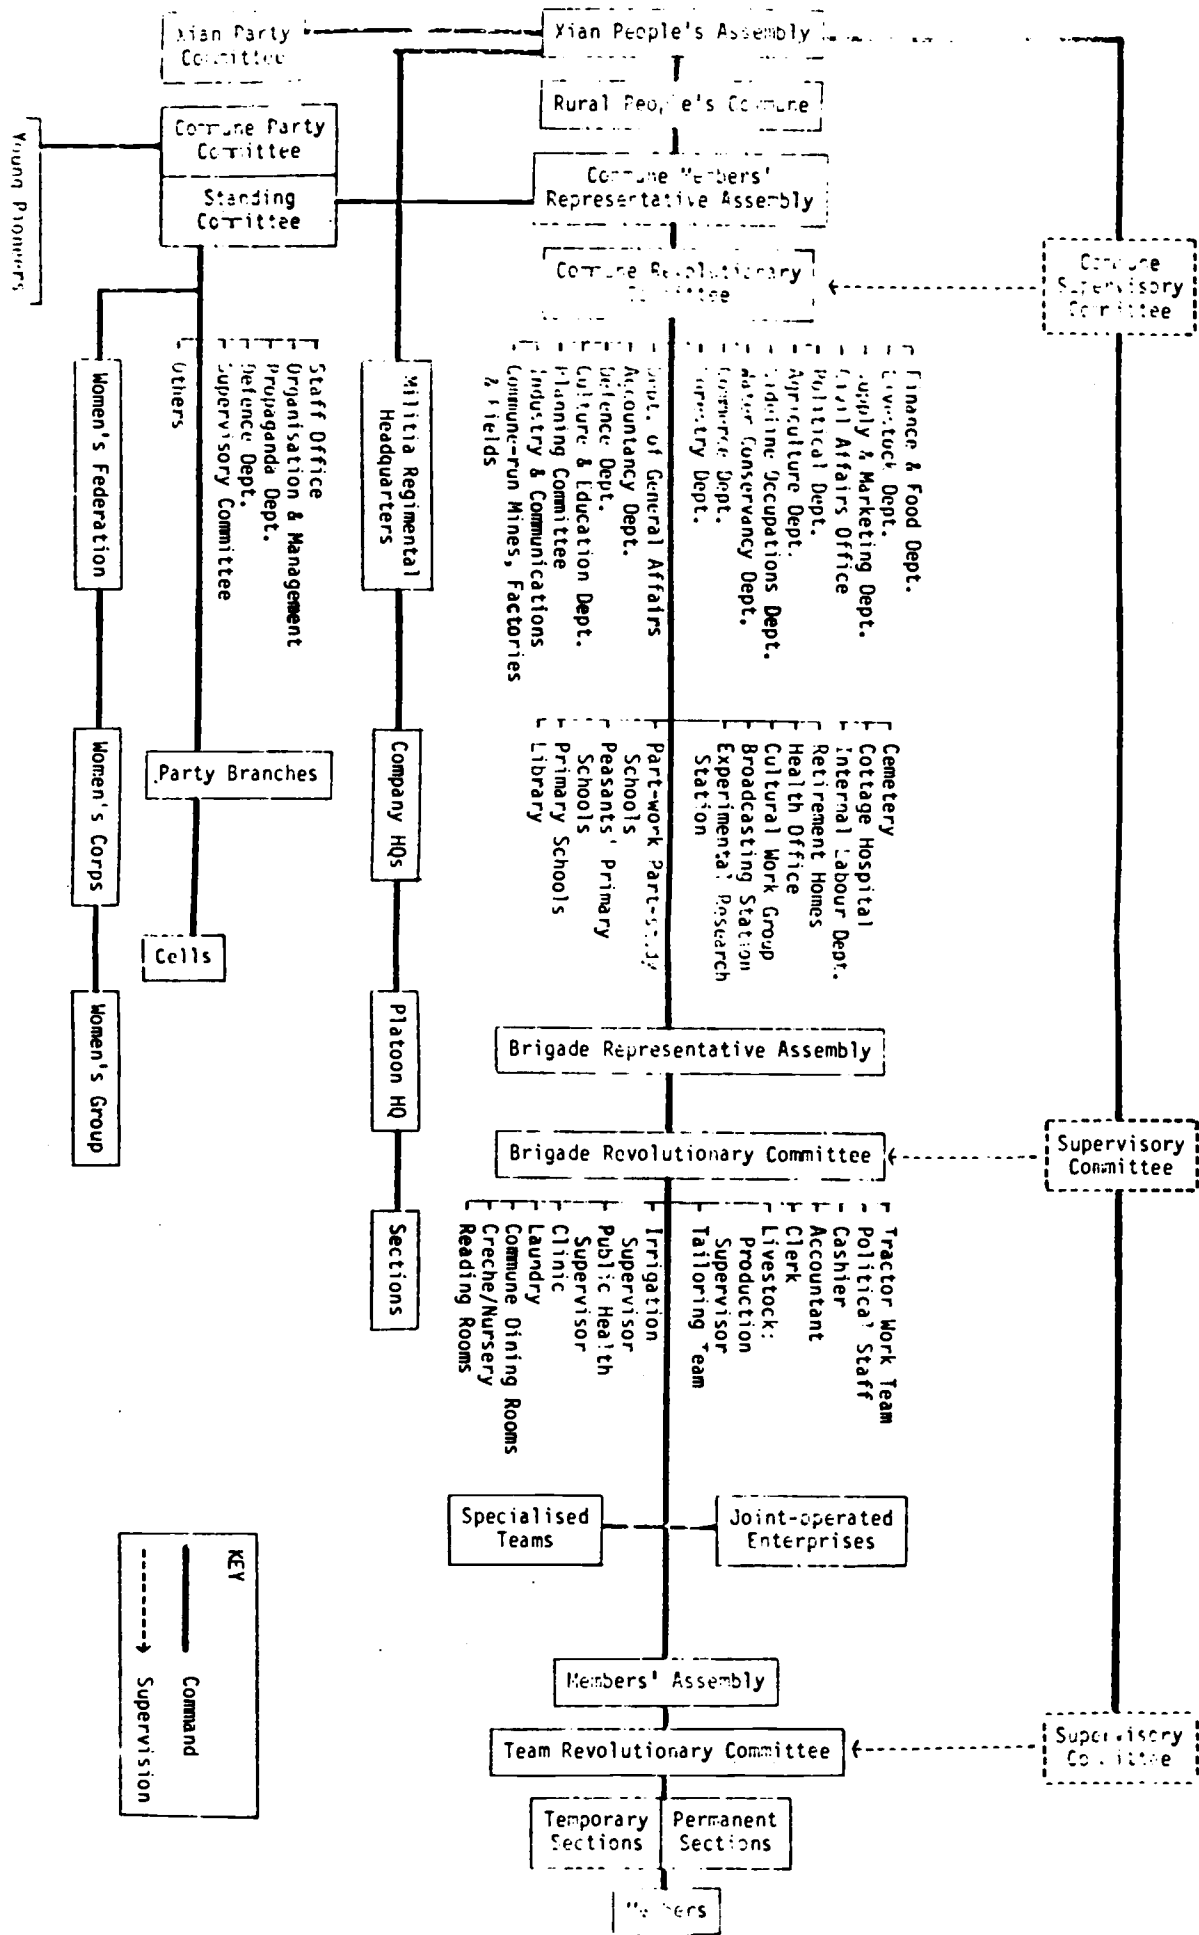 Xian Party
Committee
Xian People's Assembly
Rural People's Commune
Commune Party
Committee
Standing
Committee
Young Pioneers
Commune Members'
Representative Assembly
Commune Revolutionary
Committee
Commune
Supervisory
Committee
Women's Federation
Others
Supervisory Committee
Defence Dept.
Propaganda Dept.
Organisation & Management
Staff Office
Militia Regimental
Headquarters
Commune-run Mines, Factories
& Fields
Industry & Communications
Planning Committee
Culture & Education Dept.
Defence Dept.
Accountancy Dept.
Dept. of General Affairs
Forestry Dept.
Commerce Dept.
Water Conservancy Dept.
Sideline Occupations Dept.
Agriculture Dept.
Political Dept.
Civil Affairs Office
Supply & Marketing Dept.
Livestock Dept.
Finance & Food Dept.
Women's Corps
Party Branches
Company HQs
Library
Primary Schools
Peasants' Primary
Schools
Part-work Part-study
Schools
Experimental Research
Station
Broadcasting Station
Cultural Work Group
Health Office
Retirement Homes
Internal Labour Dept.
Cottage Hospital
Cemetery
Cells
Women's Group
Platoon HQ
Brigade Representative Assembly
Brigade Revolutionary Committee
Supervisory
Committee
Sections
Reading Rooms
Creche/Nursery
Commune Dining Rooms
Laundry
Clinic
Public Health
Supervisor
Irrigation
Supervisor
Tailoring Team
Livestock:
Production
Supervisor
Clerk
Accountant
Cashier
Political Staff
Tractor Work Team
Specialised
Teams
Joint-operated
Enterprises
KEY
Command
Supervision
Members' Assembly
Team Revolutionary Committee
Supervisory
Committee
Temporary
Sections
Permanent
Sections
Members